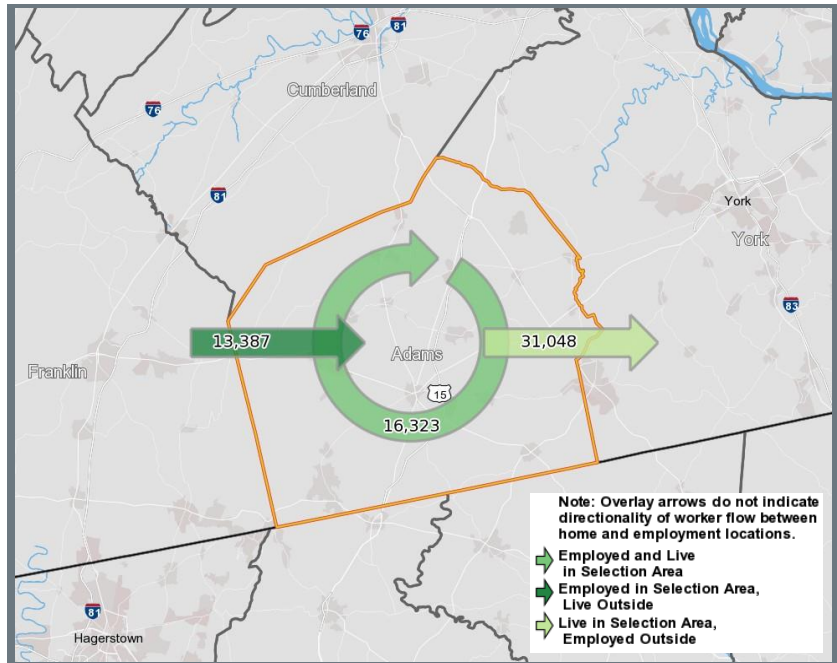 76
81
Cumberland
76
81
York
York
83
13,387
31,048
Adams
Franklin
15
16,323
Note: Overlay arrows do not indicate
directionality of worker flow between
home and employment locations.
Employed and Live
in Selection Area
Employed in Selection Area,
Live Outside
Live in Selection Area,
Employed Outside
81
Hagerstown